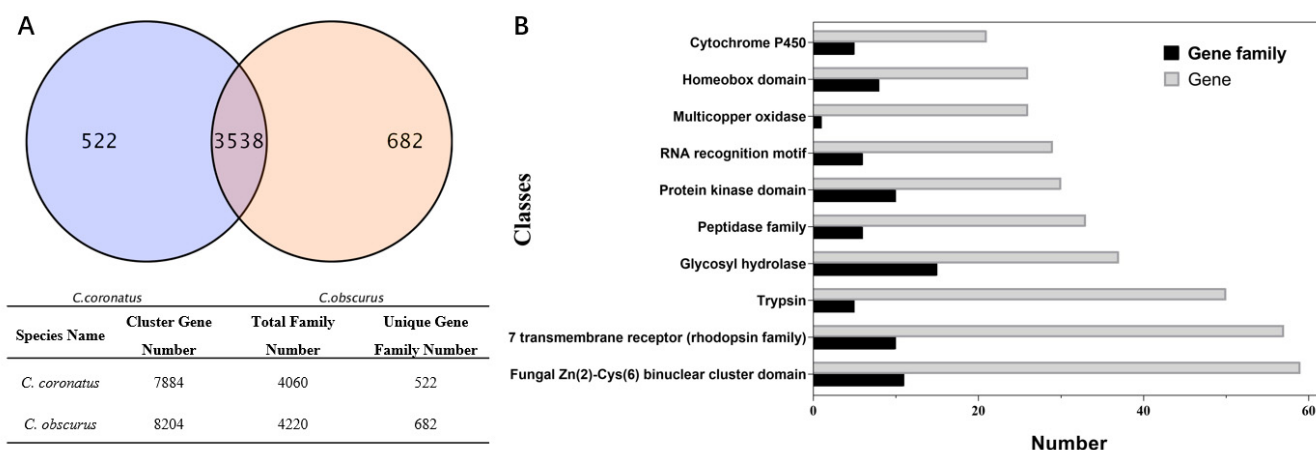 A
522
3538
682
C.coronatus
C.obscurus
Species Name
Cluster Gene
Number
Total Family
Number
Unique Gene
Family Number
C. coronatus 7884 4060 522
C. obscurus 8204 4220 682
B
Classes
Cytochrome P450
Homeobox domain
Multicopper oxidase
RNA recognition motif
Protein kinase domain
Peptidase family
Glycosyl hydrolase
Trypsin
7 transmembrane receptor (rhodopsin family)
Fungal Zn(2)-Cys(6) binuclear cluster domain
Gene family
Gene
0 20 40 60
Number